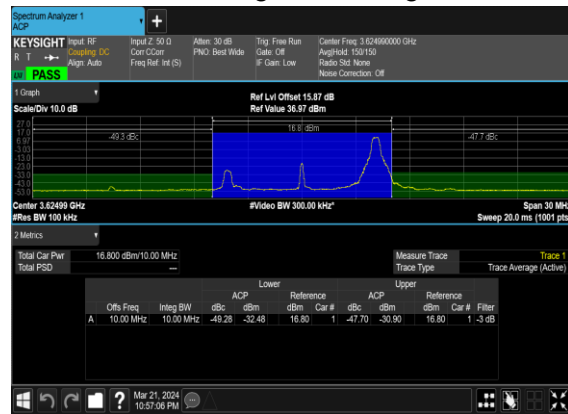 Spectrum Analyzer 1
ACP
KEYSIGHT Input: RF Input Z: 50 Ω Atten: 30 dB Trig: Free Run Center Freq: 3.624990000 GHz
R T Coupling: DC Corr CCorr PNO: Best Wide Gate: Off Avg|Hold: 150/150
Align: Auto Freq Ref: Int (S) IF Gain: Low Radio Std: None
PASS Noise Correction: Off
1 Graph Ref Lvl Offset 15.87 dB
Scale/Div 10.0 dB Ref Value 36.97 dBm
27.0
17.0 16.8 dBm
6.97 -49.3 dBc -47.7 dBc
-3.03
-13.0
-23.0
-33.0
-43.0
-53.0
Center 3.62499 GHz #Video BW 300.00 kHz* Span 30 MHz
#Res BW 100 kHz Sweep 20.0 ms (1001 pts
2 Metrics
Total Car Pwr 16.800 dBm/10.00 MHz Measure Trace Trace 1
Total PSD --- Trace Type Trace Average (Active)
Lower Upper
ACP Reference ACP Reference
Offs Freq Integ BW dBc dBm dBm Car # dBc dBm dBm Car # Filter
A 10.00 MHz 10.00 MHz -49.28 -32.48 16.80 1 -47.70 -30.90 16.80 1 -3 dB
? Mar 21, 2024
10:57:06 PM